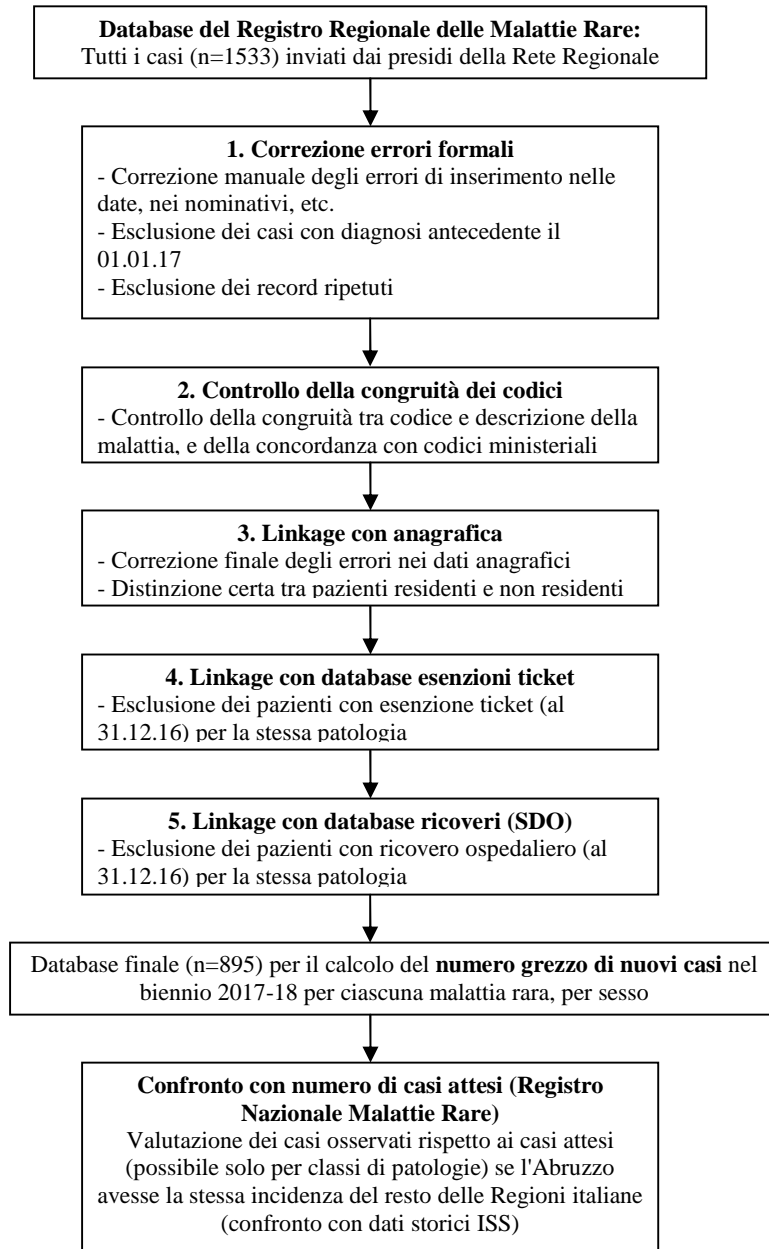 Database del Registro Regionale delle Malattie Rare:
Tutti i casi (n=1533) inviati dai presidi della Rete Regionale
1. Correzione errori formali
- Correzione manuale degli errori di inserimento nelle
date, nei nominativi, etc.
- Esclusione dei casi con diagnosi antecedente il
01.01.17
- Esclusione dei record ripetuti
2. Controllo della congruità dei codici
- Controllo della congruità tra codice e descrizione della
malattia, e della concordanza con codici ministeriali
3. Linkage con anagrafica
- Correzione finale degli errori nei dati anagrafici
- Distinzione certa tra pazienti residenti e non residenti
4. Linkage con database esenzioni ticket
- Esclusione dei pazienti con esenzione ticket (al
31.12.16) per la stessa patologia
5. Linkage con database ricoveri (SDO)
- Esclusione dei pazienti con ricovero ospedaliero (al
31.12.16) per la stessa patologia
Database finale (n=895) per il calcolo del numero grezzo di nuovi casi nel
biennio 2017-18 per ciascuna malattia rara, per sesso
Confronto con numero di casi attesi (Registro
Nazionale Malattie Rare)
Valutazione dei casi osservati rispetto ai casi attesi
(possibile solo per classi di patologie) se l'Abruzzo
avesse la stessa incidenza del resto delle Regioni italiane
(confronto con dati storici ISS)